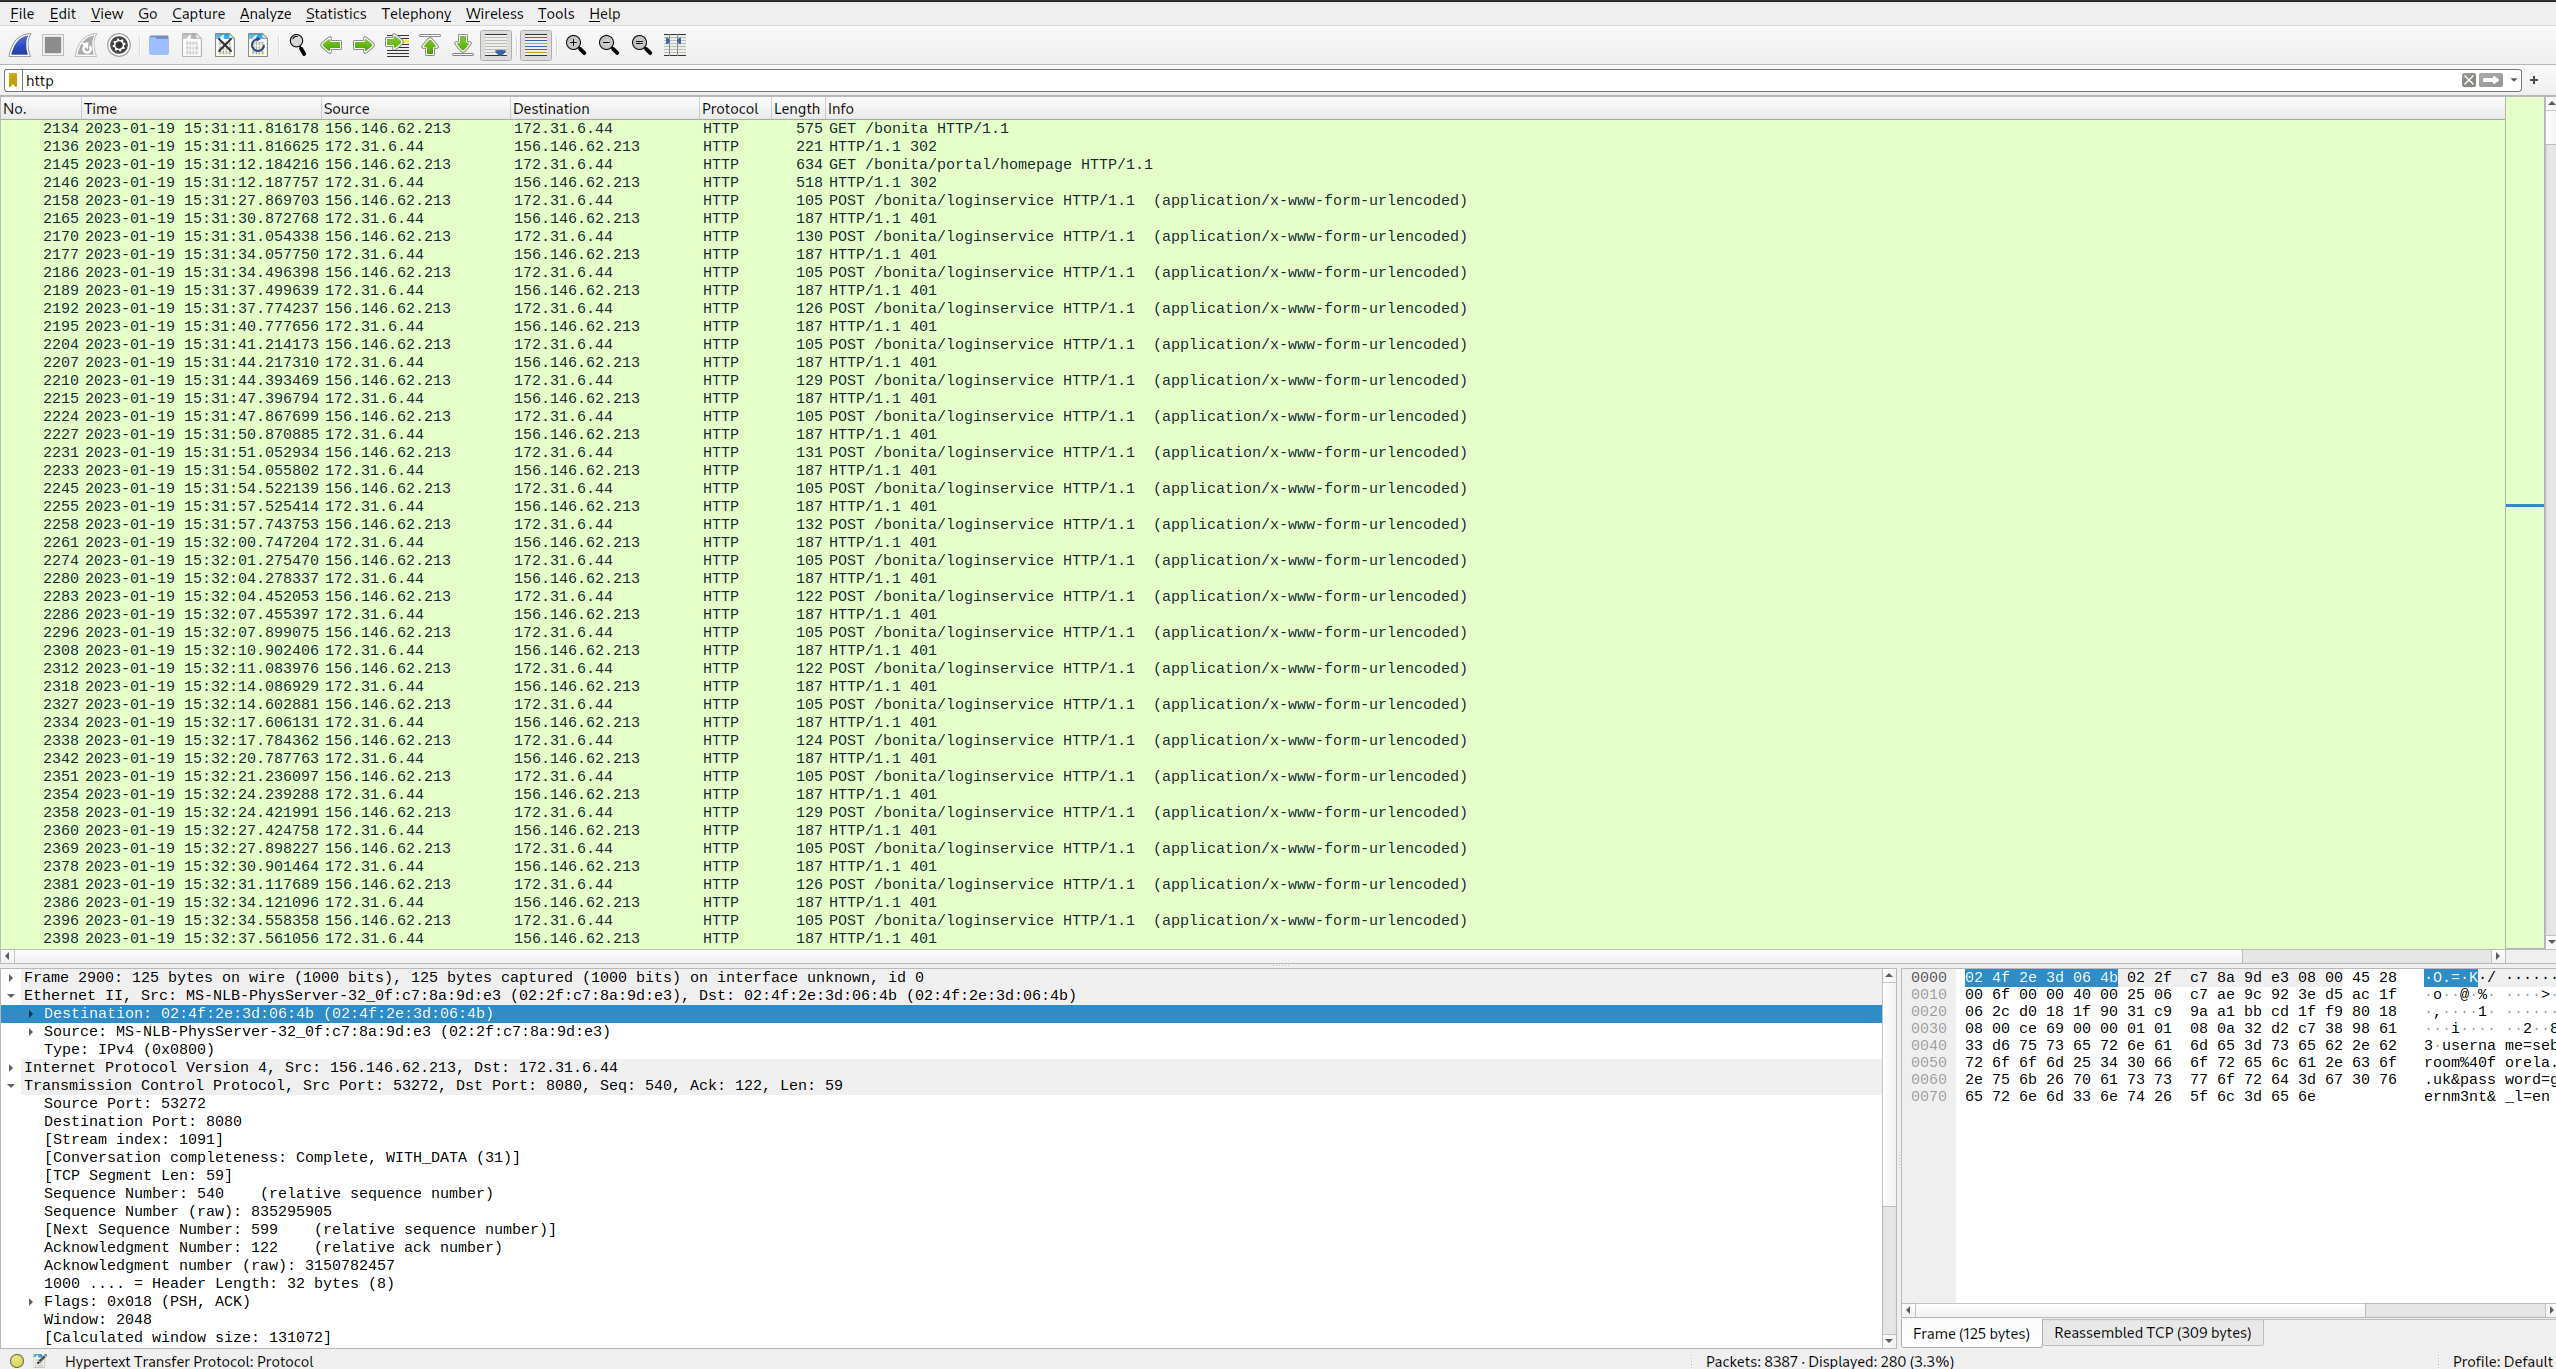 File Edit View Go Capture Analyze Statistics Telephony Wireless Tools Help
http
No. Time Source Destination Protocol Length Info
2134 2023-01-19 15:31:11.816178 156.146.62.213 172.31.6.44 HTTP 575 GET /bonita HTTP/1.1
2136 2023-01-19 15:31:11.816625 172.31.6.44 156.146.62.213 HTTP 221 HTTP/1.1 302
2145 2023-01-19 15:31:12.184216 156.146.62.213 172.31.6.44 HTTP 634 GET /bonita/portal/homepage HTTP/1.1
2146 2023-01-19 15:31:12.187757 172.31.6.44 156.146.62.213 HTTP 518 HTTP/1.1 302
2158 2023-01-19 15:31:27.869703 156.146.62.213 172.31.6.44 HTTP 105 POST /bonita/loginservice HTTP/1.1 (application/x-www-form-urlencoded)
2165 2023-01-19 15:31:30.872768 172.31.6.44 156.146.62.213 HTTP 187 HTTP/1.1 401
2170 2023-01-19 15:31:31.054338 156.146.62.213 172.31.6.44 HTTP 130 POST /bonita/loginservice HTTP/1.1 (application/x-www-form-urlencoded)
2177 2023-01-19 15:31:34.057750 172.31.6.44 156.146.62.213 HTTP 187 HTTP/1.1 401
2186 2023-01-19 15:31:34.496398 156.146.62.213 172.31.6.44 HTTP 105 POST /bonita/loginservice HTTP/1.1 (application/x-www-form-urlencoded)
2189 2023-01-19 15:31:37.499639 172.31.6.44 156.146.62.213 HTTP 187 HTTP/1.1 401
2192 2023-01-19 15:31:37.774237 156.146.62.213 172.31.6.44 HTTP 126 POST /bonita/loginservice HTTP/1.1 (application/x-www-form-urlencoded)
2195 2023-01-19 15:31:40.777656 172.31.6.44 156.146.62.213 HTTP 187 HTTP/1.1 401
2204 2023-01-19 15:31:41.214173 156.146.62.213 172.31.6.44 HTTP 105 POST /bonita/loginservice HTTP/1.1 (application/x-www-form-urlencoded)
2207 2023-01-19 15:31:44.217310 172.31.6.44 156.146.62.213 HTTP 187 HTTP/1.1 401
2210 2023-01-19 15:31:44.393469 156.146.62.213 172.31.6.44 HTTP 129 POST /bonita/loginservice HTTP/1.1 (application/x-www-form-urlencoded)
2215 2023-01-19 15:31:47.396794 172.31.6.44 156.146.62.213 HTTP 187 HTTP/1.1 401
2224 2023-01-19 15:31:47.867699 156.146.62.213 172.31.6.44 HTTP 105 POST /bonita/loginservice HTTP/1.1 (application/x-www-form-urlencoded)
2227 2023-01-19 15:31:50.870885 172.31.6.44 156.146.62.213 HTTP 187 HTTP/1.1 401
2231 2023-01-19 15:31:51.052934 156.146.62.213 172.31.6.44 HTTP 131 POST /bonita/loginservice HTTP/1.1 (application/x-www-form-urlencoded)
2233 2023-01-19 15:31:54.055802 172.31.6.44 156.146.62.213 HTTP 187 HTTP/1.1 401
2245 2023-01-19 15:31:54.522139 156.146.62.213 172.31.6.44 HTTP 105 POST /bonita/loginservice HTTP/1.1 (application/x-www-form-urlencoded)
2255 2023-01-19 15:31:57.525414 172.31.6.44 156.146.62.213 HTTP 187 HTTP/1.1 401
2258 2023-01-19 15:31:57.743753 156.146.62.213 172.31.6.44 HTTP 132 POST /bonita/loginservice HTTP/1.1 (application/x-www-form-urlencoded)
2261 2023-01-19 15:32:00.747204 172.31.6.44 156.146.62.213 HTTP 187 HTTP/1.1 401
2274 2023-01-19 15:32:01.275470 156.146.62.213 172.31.6.44 HTTP 105 POST /bonita/loginservice HTTP/1.1 (application/x-www-form-urlencoded)
2280 2023-01-19 15:32:04.278337 172.31.6.44 156.146.62.213 HTTP 187 HTTP/1.1 401
2283 2023-01-19 15:32:04.452053 156.146.62.213 172.31.6.44 HTTP 122 POST /bonita/loginservice HTTP/1.1 (application/x-www-form-urlencoded)
2286 2023-01-19 15:32:07.455397 172.31.6.44 156.146.62.213 HTTP 187 HTTP/1.1 401
2296 2023-01-19 15:32:07.899075 156.146.62.213 172.31.6.44 HTTP 105 POST /bonita/loginservice HTTP/1.1 (application/x-www-form-urlencoded)
2308 2023-01-19 15:32:10.902406 172.31.6.44 156.146.62.213 HTTP 187 HTTP/1.1 401
2312 2023-01-19 15:32:11.083976 156.146.62.213 172.31.6.44 HTTP 122 POST /bonita/loginservice HTTP/1.1 (application/x-www-form-urlencoded)
2318 2023-01-19 15:32:14.086929 172.31.6.44 156.146.62.213 HTTP 187 HTTP/1.1 401
2327 2023-01-19 15:32:14.602881 156.146.62.213 172.31.6.44 HTTP 105 POST /bonita/loginservice HTTP/1.1 (application/x-www-form-urlencoded)
2334 2023-01-19 15:32:17.606131 172.31.6.44 156.146.62.213 HTTP 187 HTTP/1.1 401
2338 2023-01-19 15:32:17.784362 156.146.62.213 172.31.6.44 HTTP 124 POST /bonita/loginservice HTTP/1.1 (application/x-www-form-urlencoded)
2342 2023-01-19 15:32:20.787763 172.31.6.44 156.146.62.213 HTTP 187 HTTP/1.1 401
2351 2023-01-19 15:32:21.236097 156.146.62.213 172.31.6.44 HTTP 105 POST /bonita/loginservice HTTP/1.1 (application/x-www-form-urlencoded)
2354 2023-01-19 15:32:24.239288 172.31.6.44 156.146.62.213 HTTP 187 HTTP/1.1 401
2358 2023-01-19 15:32:24.421991 156.146.62.213 172.31.6.44 HTTP 129 POST /bonita/loginservice HTTP/1.1 (application/x-www-form-urlencoded)
2360 2023-01-19 15:32:27.424758 172.31.6.44 156.146.62.213 HTTP 187 HTTP/1.1 401
2369 2023-01-19 15:32:27.898227 156.146.62.213 172.31.6.44 HTTP 105 POST /bonita/loginservice HTTP/1.1 (application/x-www-form-urlencoded)
2378 2023-01-19 15:32:30.901464 172.31.6.44 156.146.62.213 HTTP 187 HTTP/1.1 401
2381 2023-01-19 15:32:31.117689 156.146.62.213 172.31.6.44 HTTP 126 POST /bonita/loginservice HTTP/1.1 (application/x-www-form-urlencoded)
2386 2023-01-19 15:32:34.121096 172.31.6.44 156.146.62.213 HTTP 187 HTTP/1.1 401
2396 2023-01-19 15:32:34.558358 156.146.62.213 172.31.6.44 HTTP 105 POST /bonita/loginservice HTTP/1.1 (application/x-www-form-urlencoded)
2398 2023-01-19 15:32:37.561056 172.31.6.44 156.146.62.213 HTTP 187 HTTP/1.1 401
Frame 2900: 125 bytes on wire (1000 bits), 125 bytes captured (1000 bits) on interface unknown, id 0
Ethernet II, Src: MS-NLB-PhysServer-32_0f:c7:8a:9d:e3 (02:2f:c7:8a:9d:e3), Dst: 02:4f:2e:3d:06:4b (02:4f:2e:3d:06:4b)
Destination: 02:4f:2e:3d:06:4b (02:4f:2e:3d:06:4b)
Source: MS-NLB-PhysServer-32_0f:c7:8a:9d:e3 (02:2f:c7:8a:9d:e3)
Type: IPv4 (0x0800)
Internet Protocol Version 4, Src: 156.146.62.213, Dst: 172.31.6.44
Transmission Control Protocol, Src Port: 53272, Dst Port: 8080, Seq: 540, Ack: 122, Len: 59
Source Port: 53272
Destination Port: 8080
[Stream index: 1091]
[Conversation completeness: Complete, WITH_DATA (31)]
[TCP Segment Len: 59]
Sequence Number: 540 (relative sequence number)
Sequence Number (raw): 835295905
[Next Sequence Number: 599 (relative sequence number)]
Acknowledgment Number: 122 (relative ack number)
Acknowledgment number (raw): 3150782457
1000 .... = Header Length: 32 bytes (8)
Flags: 0x018 (PSH, ACK)
Window: 2048
[Calculated window size: 131072]
0000 02 4f 2e 3d 06 4b 02 2f c7 8a 9d e3 08 00 45 28 ·O.=·K·/ ······
0010 00 6f 00 00 40 00 25 06 c7 ae 9c 92 3e d5 ac 1f ·o··@·%· ····>·
0020 06 2c d0 18 1f 90 31 c9 9a a1 bb cd 1f f9 80 18 ·,····1· ······
0030 08 00 ce 69 00 00 01 01 08 0a 32 d2 c7 38 98 61 ···i···· ··2··8
0040 33 d6 75 73 65 72 6e 61 6d 65 3d 73 65 62 2e 62 3·userna me=seb
0050 72 6f 6f 6d 25 34 30 66 6f 72 65 6c 61 2e 63 6f room%40f orela.
0060 2e 75 6b 26 70 61 73 73 77 6f 72 64 3d 67 30 76 .uk&pass word=g
0070 65 72 6e 6d 33 6e 74 26 5f 6c 3d 65 6e ernm3nt& _l=en
Frame (125 bytes) Reassembled TCP (309 bytes)
Hypertext Transfer Protocol: Protocol Packets: 8387 · Displayed: 280 (3.3%) Profile: Default